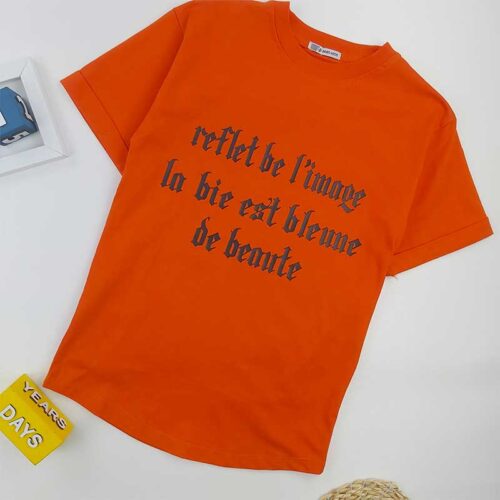 reflet be l'image
la bie est bleune
de beaute
YEARS
DAYS